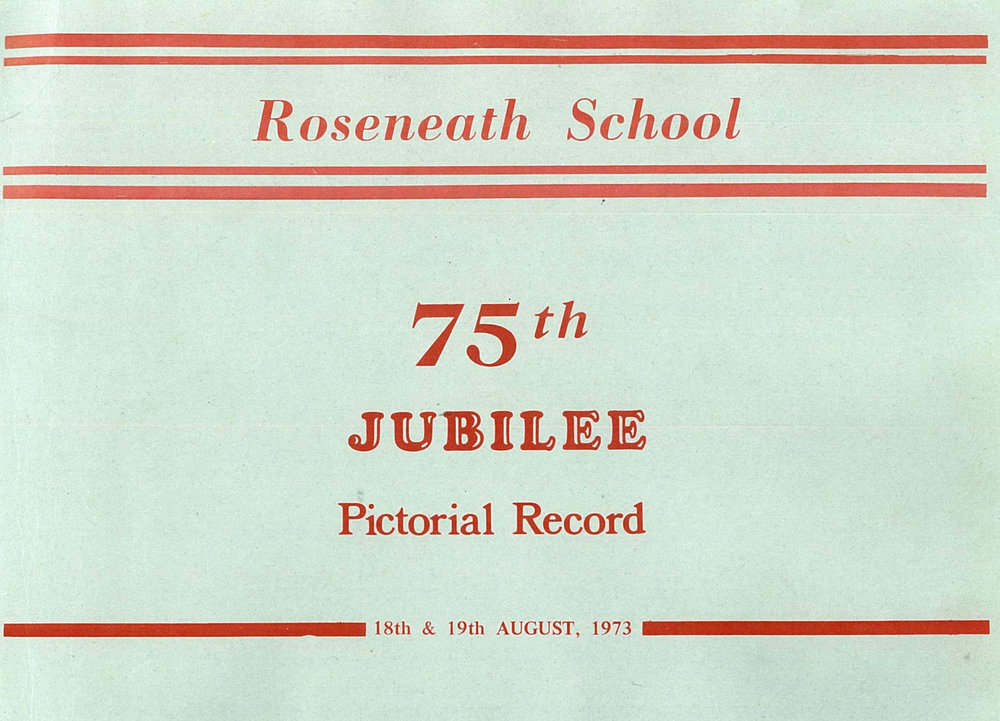 Roseneath School
75th
JUBILEE
Pictorial Record
18th & 19th AUGUST, 1973